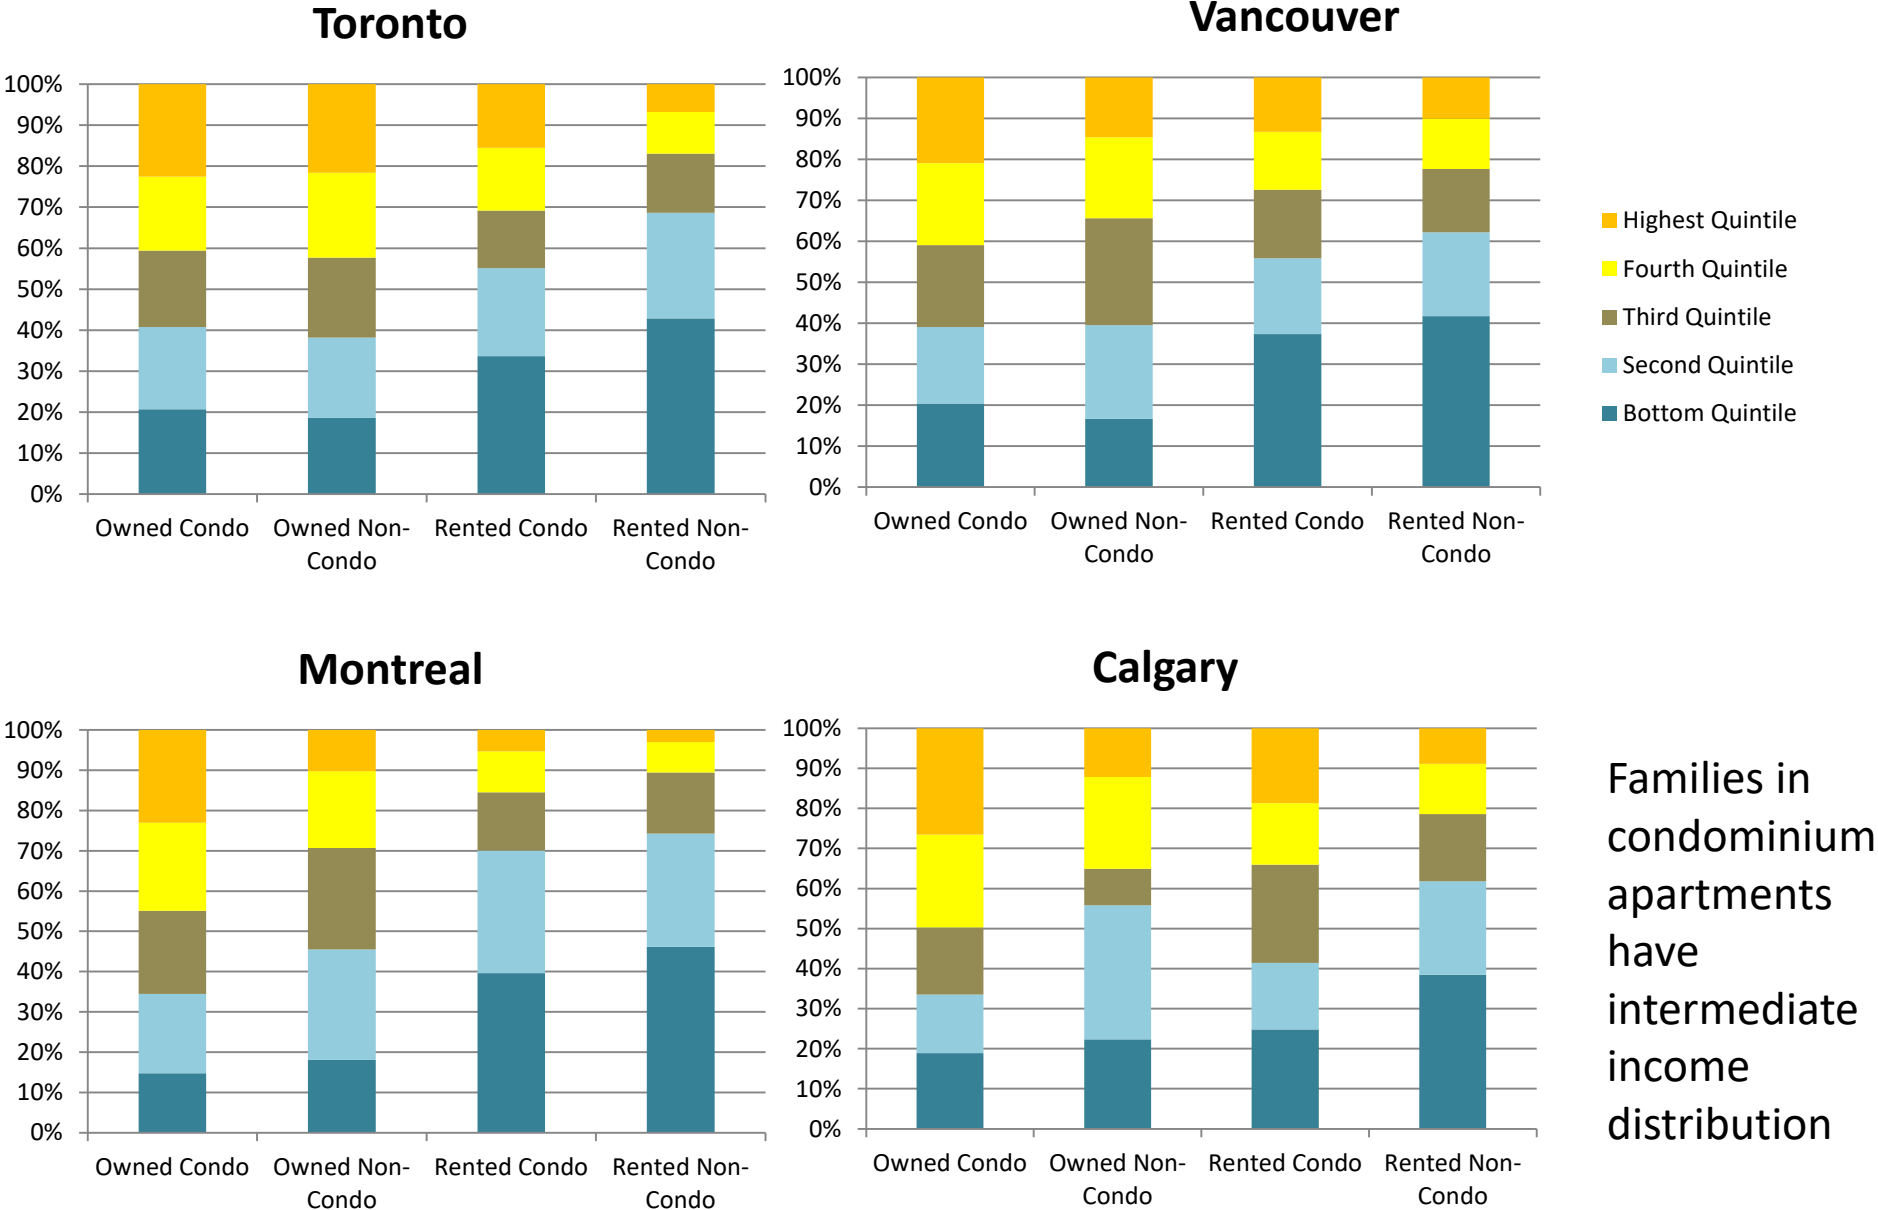 Toronto
100%
90%
80%
70%
60%
50%
40%
30%
20%
10%
0%
Owned Condo
Owned Non-
Condo
Rented Condo
Rented Non-
Condo
Vancouver
100%
90%
80%
70%
60%
50%
40%
30%
20%
10%
0%
Owned Condo
Owned Non-
Condo
Rented Condo
Rented Non-
Condo
Highest Quintile
Fourth Quintile
Third Quintile
Second Quintile
Bottom Quintile
Montreal
100%
90%
80%
70%
60%
50%
40%
30%
20%
10%
0%
Owned Condo
Owned Non-
Condo
Rented Condo
Rented Non-
Condo
Calgary
100%
90%
80%
70%
60%
50%
40%
30%
20%
10%
0%
Owned Condo
Owned Non-
Condo
Rented Condo
Rented Non-
Condo
Families in
condominium
apartments
have
intermediate
income
distribution